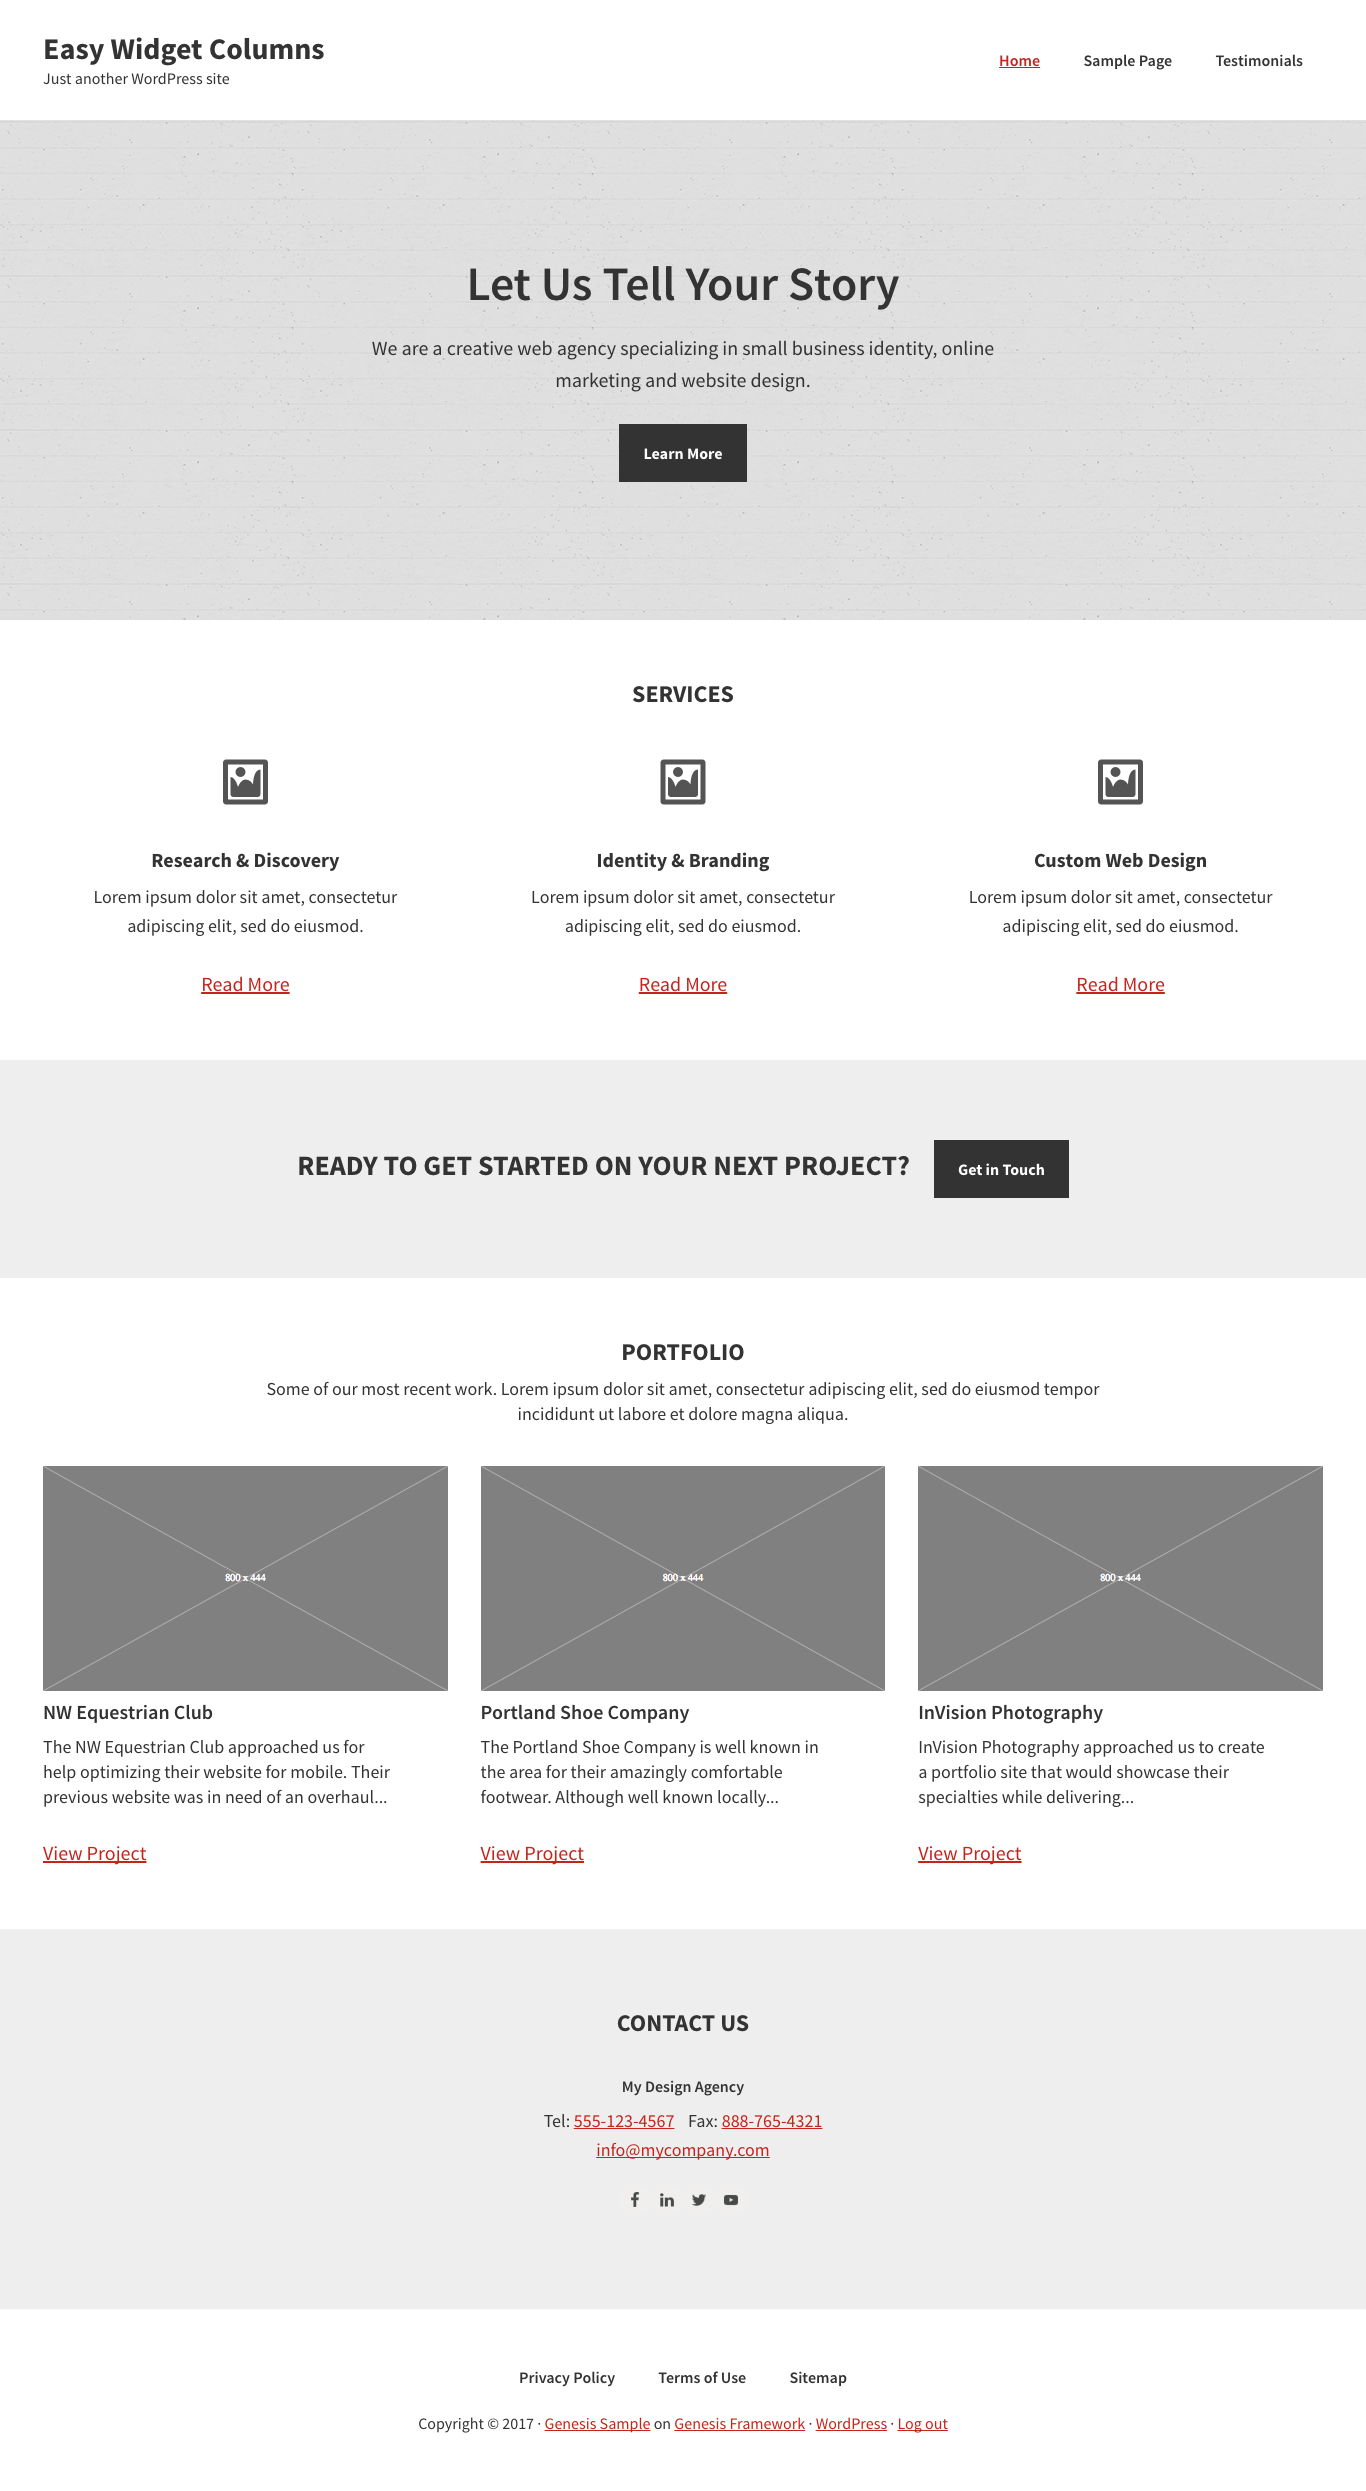 Easy Widget Columns
Just another WordPress site
Home Sample Page Testimonials
Let Us Tell Your Story
We are a creative web agency specializing in small business identity, online
marketing and website design.
Learn More
SERVICES
Research & Discovery
Lorem ipsum dolor sit amet, consectetur
adipiscing elit, sed do eiusmod.
Read More
Identity & Branding
Lorem ipsum dolor sit amet, consectetur
adipiscing elit, sed do eiusmod.
Read More
Custom Web Design
Lorem ipsum dolor sit amet, consectetur
adipiscing elit, sed do eiusmod.
Read More
READY TO GET STARTED ON YOUR NEXT PROJECT? Get in Touch
PORTFOLIO
Some of our most recent work. Lorem ipsum dolor sit amet, consectetur adipiscing elit, sed do eiusmod tempor
incididunt ut labore et dolore magna aliqua.
800 x 444
NW Equestrian Club
The NW Equestrian Club approached us for
help optimizing their website for mobile. Their
previous website was in need of an overhaul...
View Project
800 x 444
Portland Shoe Company
The Portland Shoe Company is well known in
the area for their amazingly comfortable
footwear. Although well known locally...
View Project
800 x 444
InVision Photography
InVision Photography approached us to create
a portfolio site that would showcase their
specialties while delivering...
View Project
CONTACT US
My Design Agency
Tel: 555-123-4567 Fax: 888-765-4321
info@mycompany.com
Privacy Policy Terms of Use Sitemap
Copyright © 2017 · Genesis Sample on Genesis Framework · WordPress · Log out